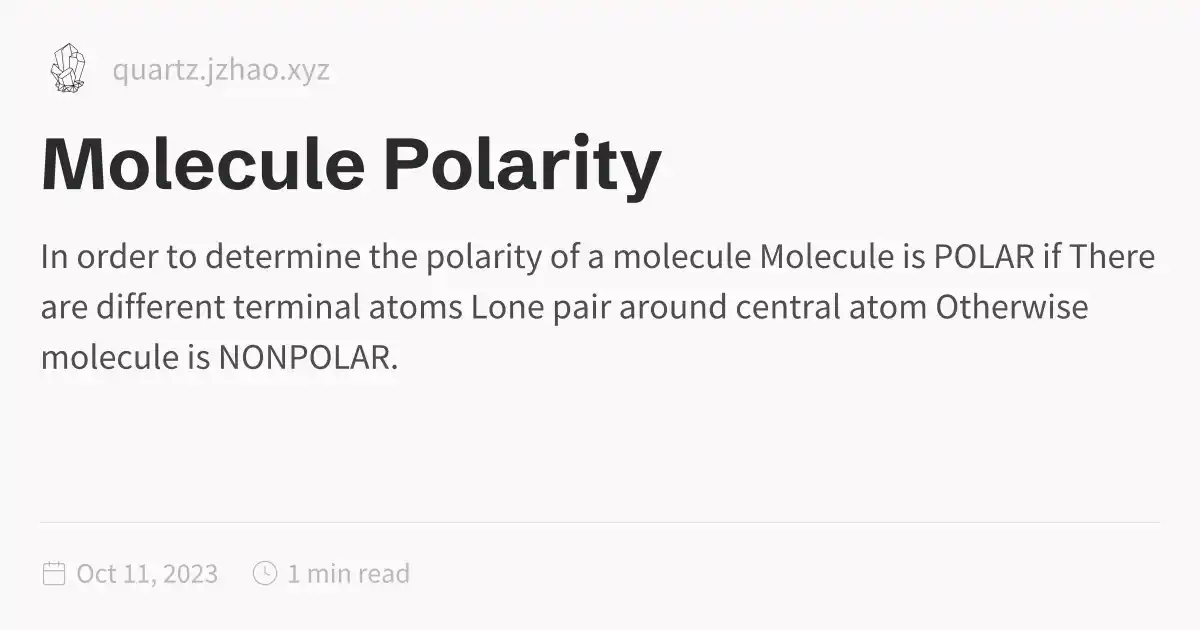 quartz.jzhao.xyz
Molecule Polarity
In order to determine the polarity of a molecule Molecule is POLAR if There
are different terminal atoms Lone pair around central atom Otherwise
molecule is NONPOLAR.
Oct 11, 2023 1 min read